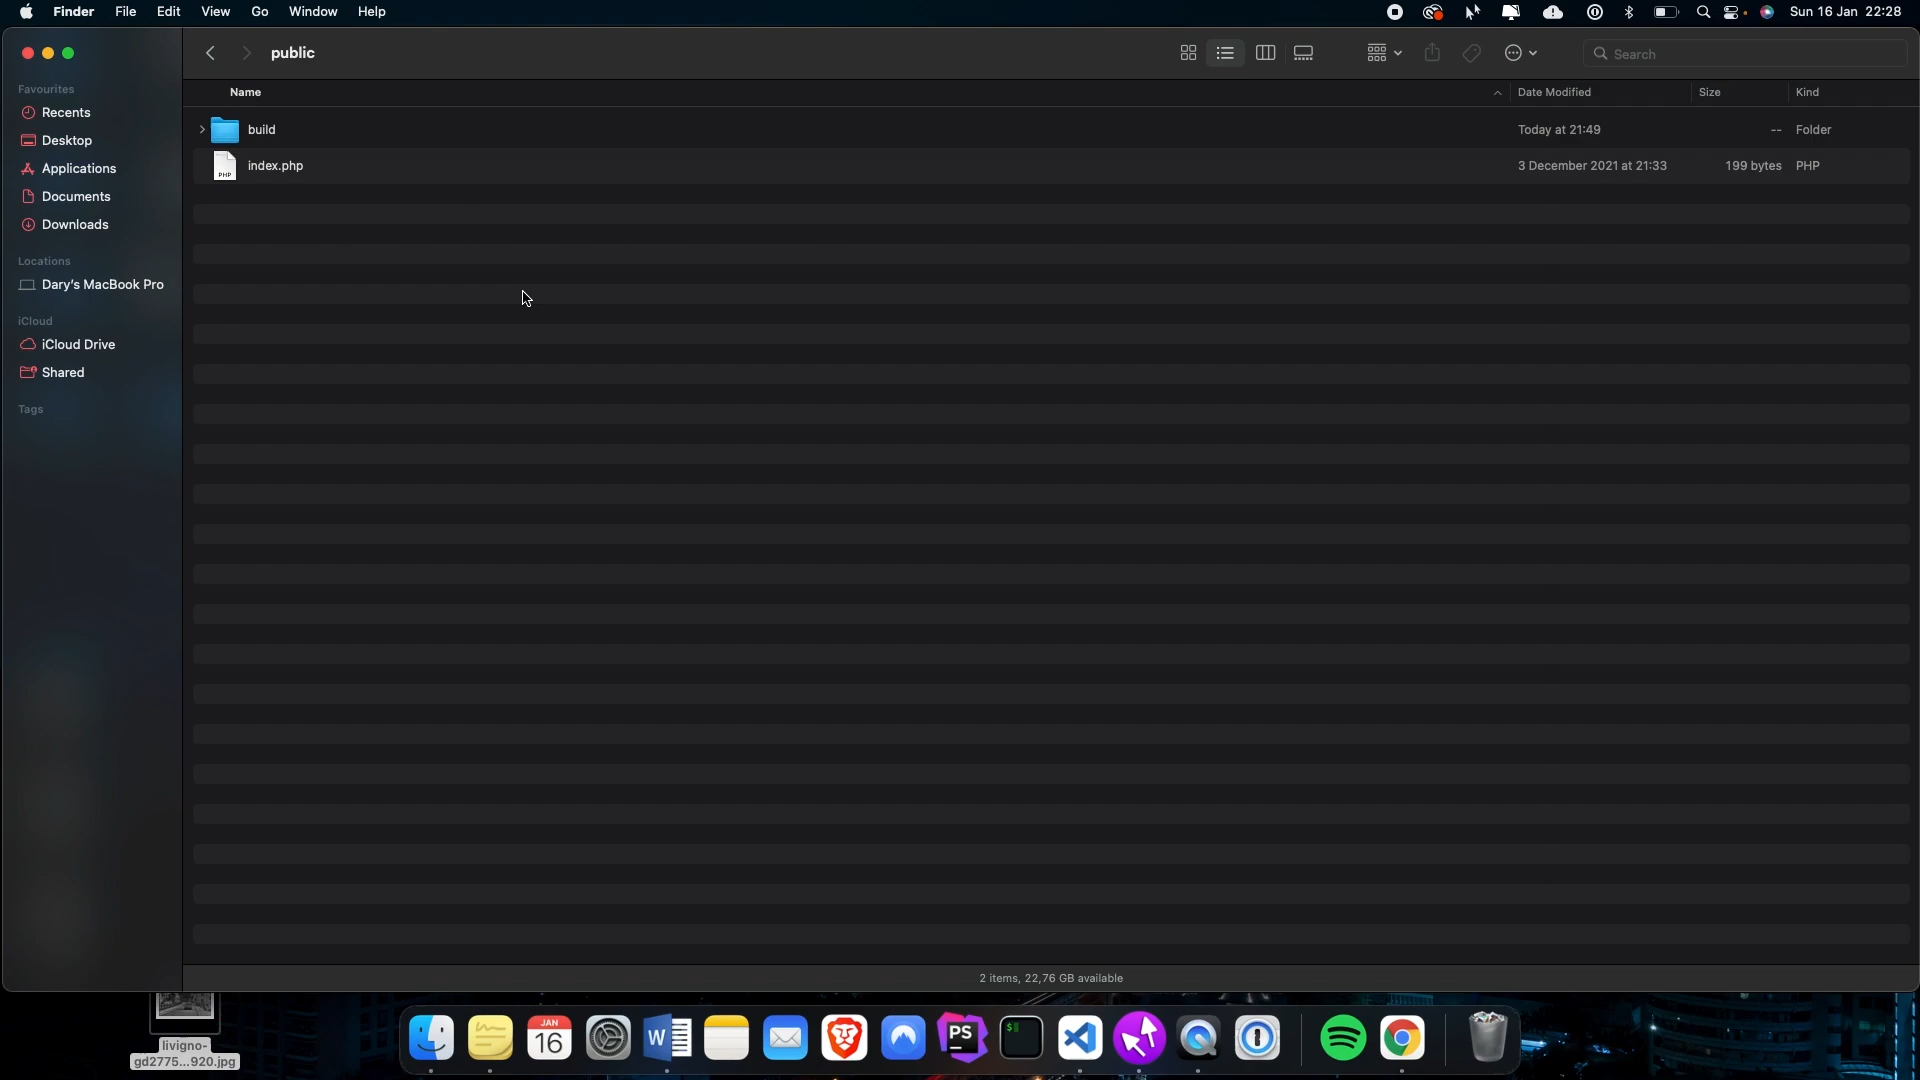 Finder File Edit View Go Window Help Sun 16 Jan 22:28
public Search
Favourites
Recents
Desktop
Applications
Documents
Downloads
Locations
Dary's MacBook Pro
iCloud
iCloud Drive
Shared
Tags
Name Date Modified Size Kind
build Today at 21:49 -- Folder
PHP index.php 3 December 2021 at 21:33 199 bytes PHP
2 items, 22,76 GB available
livigno-
gd2775...920.jpg
JAN
16
W
PS
$